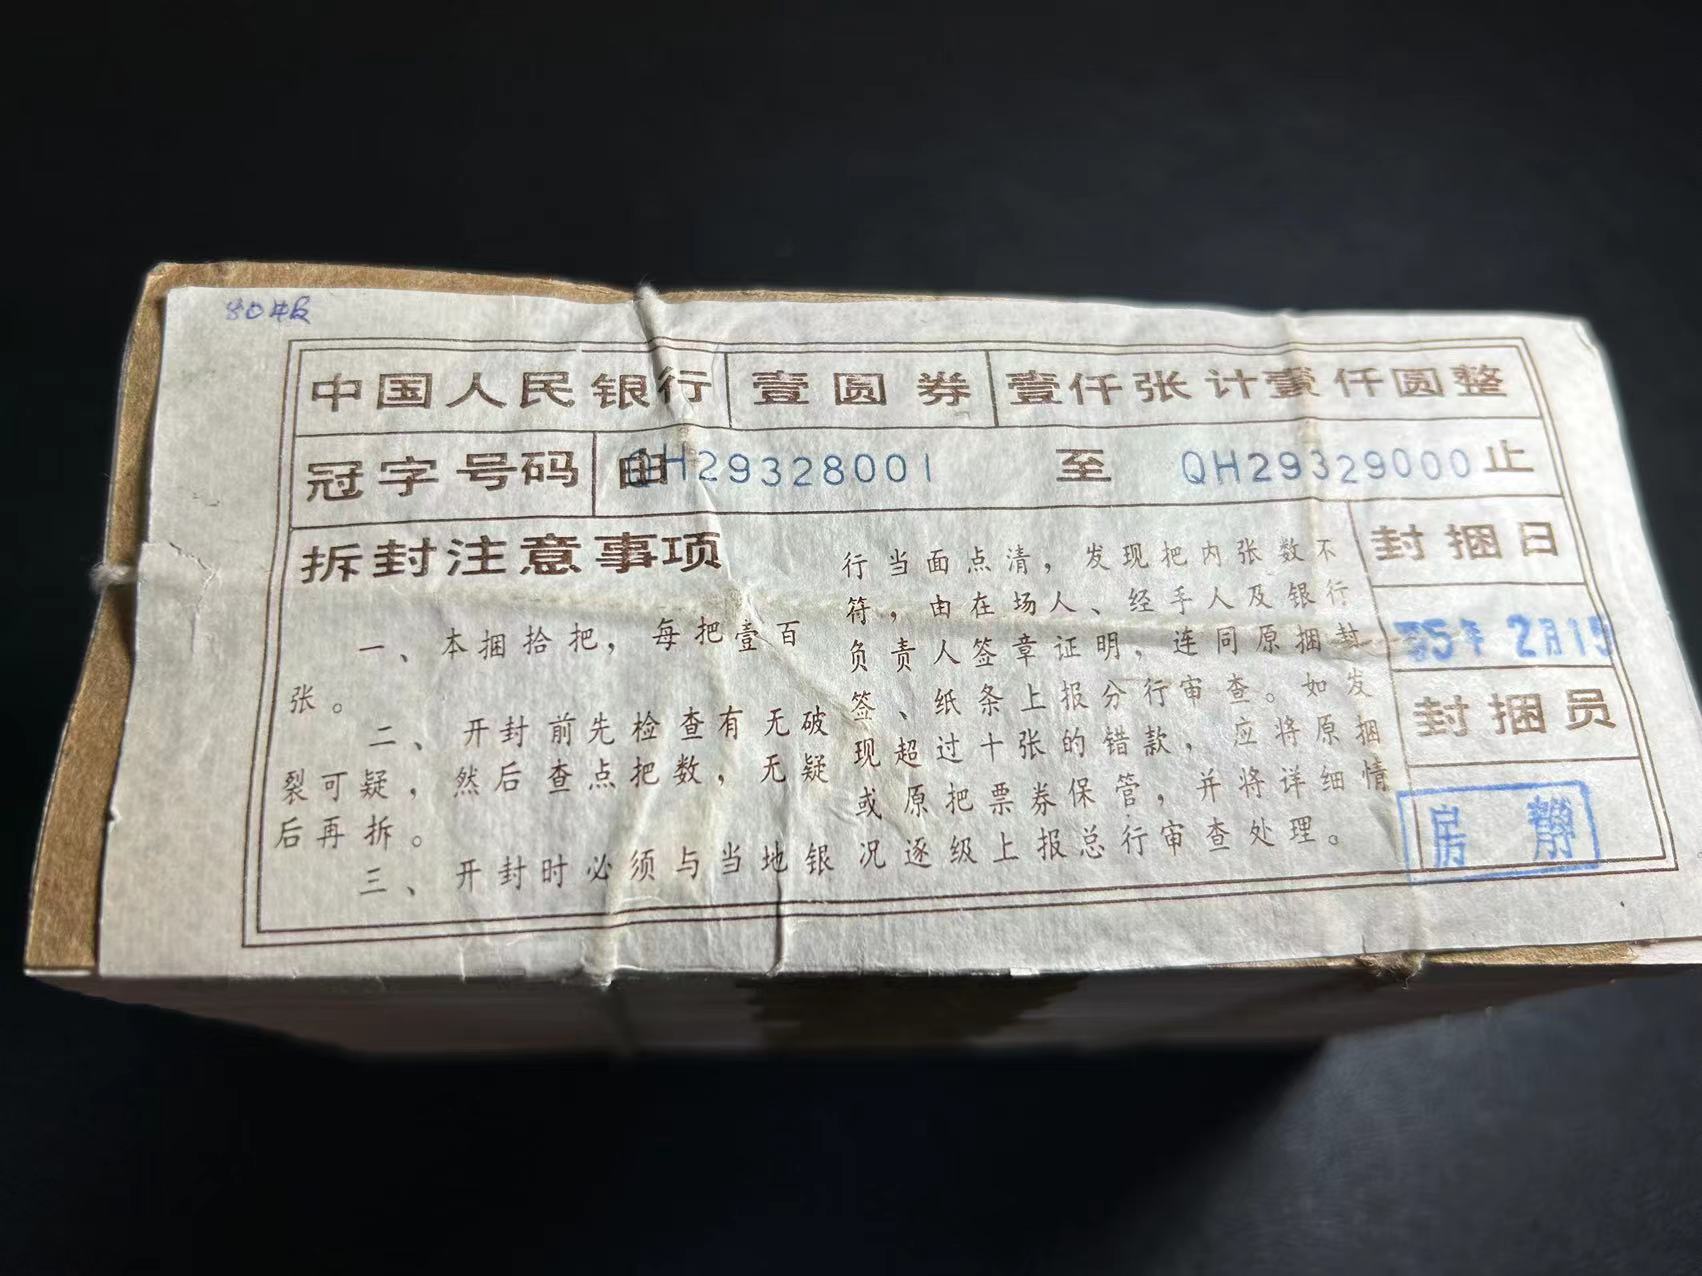 中国人民银行 壹圆券 壹仟张计壹仟圆整
冠字号码 由QH29328001 至 QH29329000止
拆封注意事项
一、本捆拾把，每把壹百
张。
二、开封前先检查有无破
裂可疑，然后查点把数，无疑
后再拆。
三、开封时必须与当地银
行当面点清，发现把内张数不
符，由在场人、经手人及银行
负责人签章证明，连同原捆封
签、纸条上报分行审查。如发
现超过十张的错款，应将原捆
或原把票券保管，并将详细情
况逐级上报总行审查处理。
封捆日
2月15
封捆员
房静